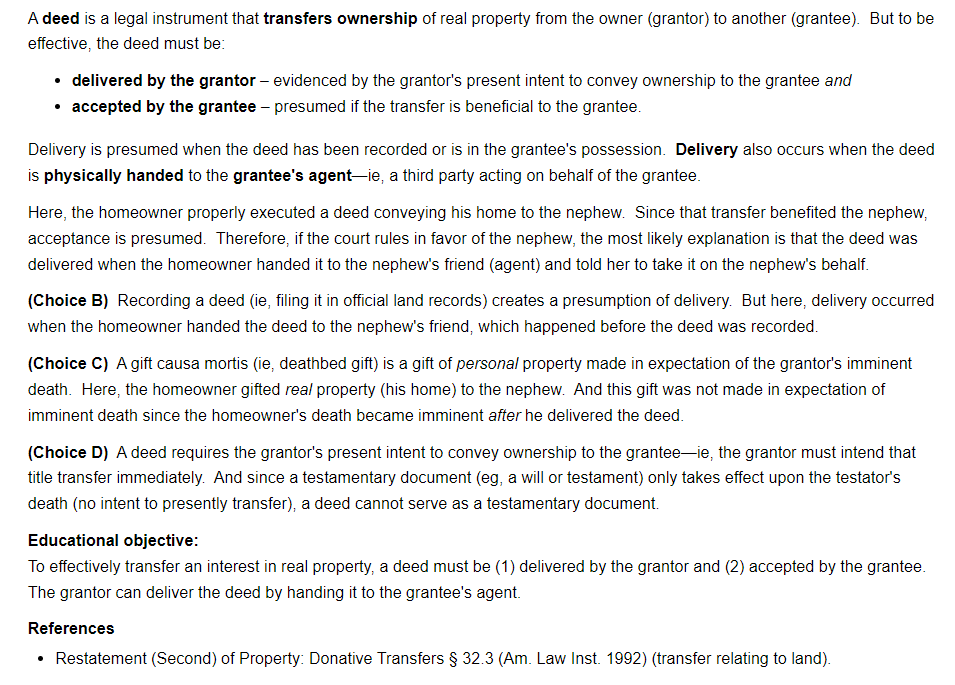 A deed is a legal instrument that transfers ownership of real property from the owner (grantor) to another (grantee).  But to be
effective, the deed must be:
• delivered by the grantor – evidenced by the grantor's present intent to convey ownership to the grantee and
• accepted by the grantee – presumed if the transfer is beneficial to the grantee.
Delivery is presumed when the deed has been recorded or is in the grantee's possession.  Delivery also occurs when the deed
is physically handed to the grantee's agent—ie, a third party acting on behalf of the grantee.
Here, the homeowner properly executed a deed conveying his home to the nephew.  Since that transfer benefited the nephew,
acceptance is presumed.  Therefore, if the court rules in favor of the nephew, the most likely explanation is that the deed was
delivered when the homeowner handed it to the nephew's friend (agent) and told her to take it on the nephew's behalf.
(Choice B)  Recording a deed (ie, filing it in official land records) creates a presumption of delivery.  But here, delivery occurred
when the homeowner handed the deed to the nephew's friend, which happened before the deed was recorded.
(Choice C)  A gift causa mortis (ie, deathbed gift) is a gift of personal property made in expectation of the grantor's imminent
death.  Here, the homeowner gifted real property (his home) to the nephew.  And this gift was not made in expectation of
imminent death since the homeowner's death became imminent after he delivered the deed.
(Choice D)  A deed requires the grantor's present intent to convey ownership to the grantee—ie, the grantor must intend that
title transfer immediately.  And since a testamentary document (eg, a will or testament) only takes effect upon the testator's
death (no intent to presently transfer), a deed cannot serve as a testamentary document.
Educational objective:
To effectively transfer an interest in real property, a deed must be (1) delivered by the grantor and (2) accepted by the grantee.
The grantor can deliver the deed by handing it to the grantee's agent.
References
• Restatement (Second) of Property: Donative Transfers § 32.3 (Am. Law Inst. 1992) (transfer relating to land).